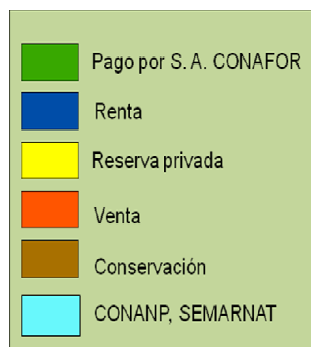 Pago por S. A. CONAFOR
Renta
Reserva privada
Venta
Conservación
CONANP, SEMARNAT